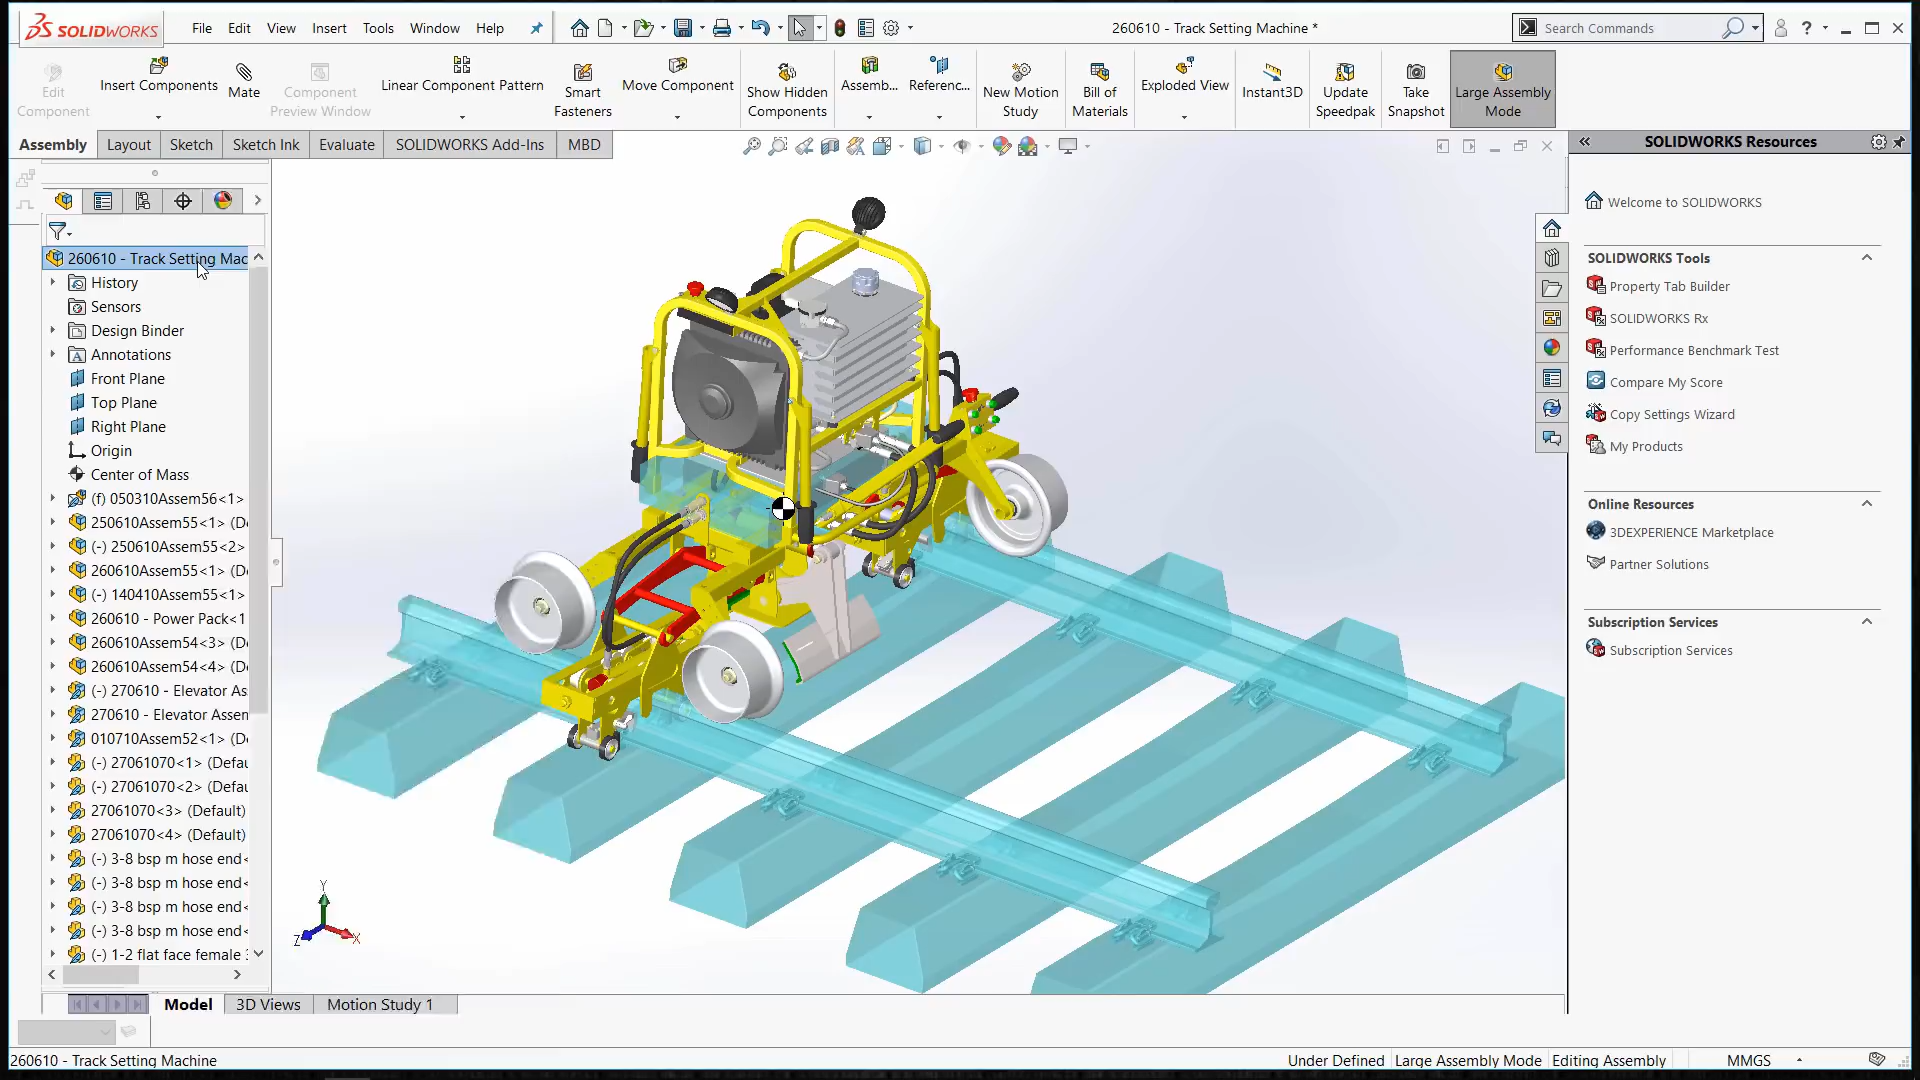 SOLIDWORKS
File Edit View Insert Tools Window Help
260610 - Track Setting Machine *
Search Commands
?
Edit Component
Insert Components
Mate
Component Preview Window
Linear Component Pattern
Smart Fasteners
Move Component
Show Hidden Components
Assemb...
Referenc...
New Motion Study
Bill of Materials
Exploded View
Instant3D
Update Speedpak
Take Snapshot
Large Assembly Mode
Assembly Layout Sketch Sketch Ink Evaluate SOLIDWORKS Add-Ins MBD
260610 - Track Setting Mac
History
Sensors
Design Binder
Annotations
Front Plane
Top Plane
Right Plane
Origin
Center of Mass
(f) 050310Assem56<1>
250610Assem55<1> (De
(-) 250610Assem55<2>
260610Assem55<1> (De
(-) 140410Assem55<1>
260610 - Power Pack<1
260610Assem54<3> (De
260610Assem54<4> (De
(-) 270610 - Elevator As
270610 - Elevator Assen
010710Assem52<1> (De
(-) 27061070<1> (Defau
(-) 27061070<2> (Defau
27061070<3> (Default)
27061070<4> (Default)
(-) 3-8 bsp m hose end<
(-) 3-8 bsp m hose end<
(-) 3-8 bsp m hose end<
(-) 3-8 bsp m hose end<
(-) 1-2 flat face female
Y
Z
X
SOLIDWORKS Resources
Welcome to SOLIDWORKS
SOLIDWORKS Tools
Property Tab Builder
SOLIDWORKS Rx
Performance Benchmark Test
Compare My Score
Copy Settings Wizard
My Products
Online Resources
3DEXPERIENCE Marketplace
Partner Solutions
Subscription Services
Subscription Services
Model 3D Views Motion Study 1
260610 - Track Setting Machine
Under Defined Large Assembly Mode Editing Assembly MMGS